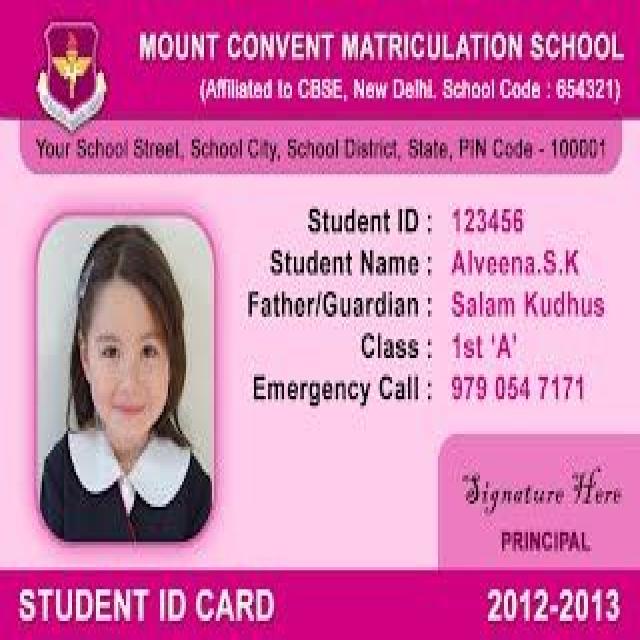 MOUNT CONVENT MATRICULATION SCHOOL
(Affiliated to CBSE, New Delhi. School Code : 654321)
Your School Street, School City, School District, State, PIN Code - 100001
Student ID : 123456
Student Name : Alveena.S.K
Father/Guardian : Salam Kudhus
Class : 1st ‘A’
Emergency Call : 979 054 7171
Signature Here
PRINCIPAL
STUDENT ID CARD 2012-2013